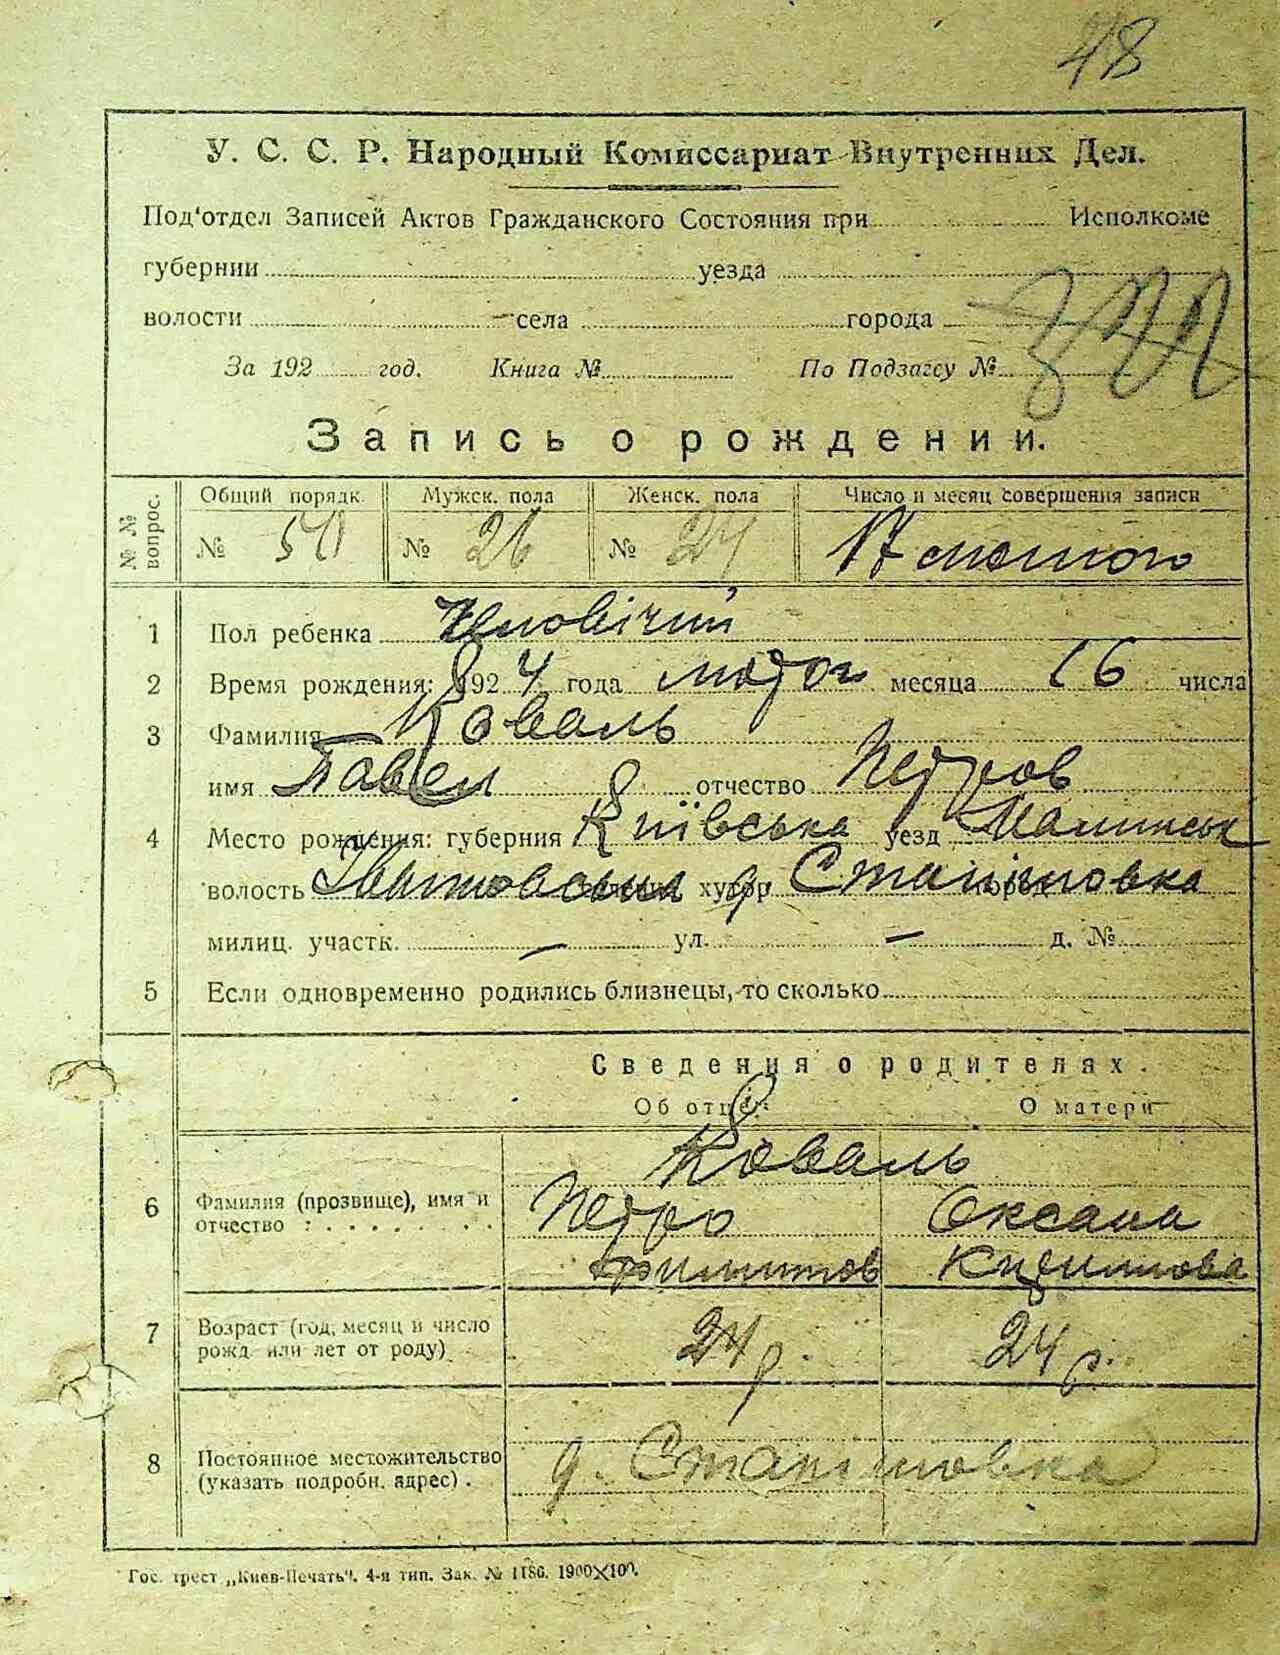 48
У. С. С. Р. Народный Комиссариат Внутренних Дел.
Под'отдел Записей Актов Гражданского Состояния при Исполкоме
губернии уезда
волости села города
За 192 год. Книга № По Подзагсу №
Запись о рождении.
№ № вопрос. Общий порядк. Мужск. пола Женск. пола Число и месяц совершения записи
№ 50 № 26 № 24 17 лютого
1 Пол ребенка Чоловічий
2 Время рождения: 1924 года лютого месяца 16 числа
3 Фамилия Коваль
имя Павел отчество Петров
4 Место рождения: губерния Київська уезд Малинськ
волость хутор д.
милиц. участк. — ул. — д. №
5 Если одновременно родились близнецы, то сколько
Сведения о родителях.
Об отце: О матери
Коваль
6 Фамилия (прозвище), имя и Петро Оксана
отчество :
7 Возраст (год, месяц и число 24 р. 24 р.
рожд. или лет от роду)
8 Постоянное местожительство д.
(указать подробн. адрес) .
Гос. трест „Киев-Печать". 4-я тип. Зак. № 1186. 1900×100.